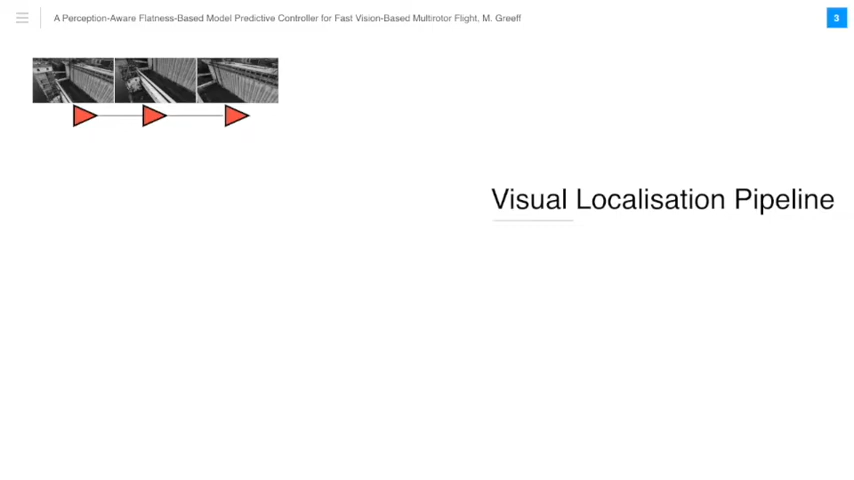 A Perception-Aware Flatness-Based Model Predictive Controller for Fast Vision-Based Multirotor Flight, M. Greeff
3
Visual Localisation Pipeline